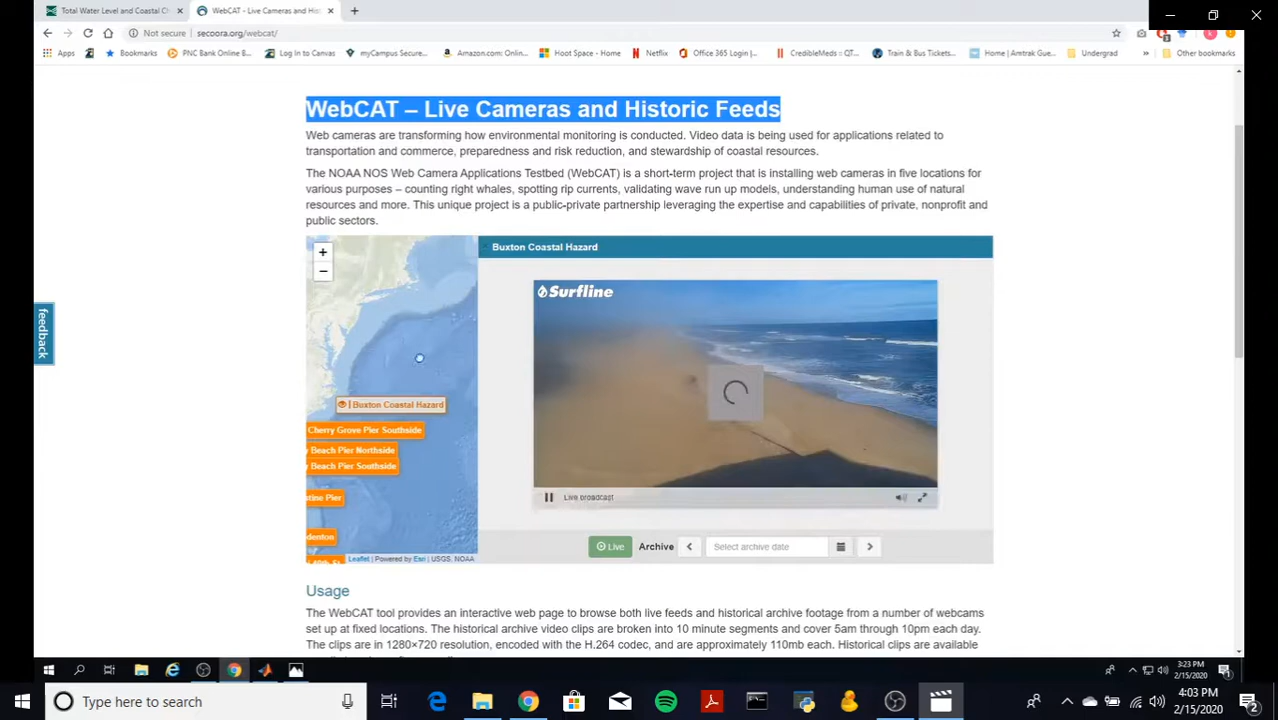 Total Water Level and Coastal Ch
WebCAT - Live Cameras and His
Not secure | secoora.org/webcat/
Apps
Bookmarks
PNC Bank Online B...
Log In to Canvas
myCampus Secure...
Amazon.com: Onlin...
Hoot Space - Home
Netflix
Office 365 Login |...
CredibleMeds :: QT...
Train & Bus Tickets...
Home | Amtrak Gue...
Undergrad
Other bookmarks
WebCAT – Live Cameras and Historic Feeds
Web cameras are transforming how environmental monitoring is conducted. Video data is being used for applications related to
transportation and commerce, preparedness and risk reduction, and stewardship of coastal resources.
The NOAA NOS Web Camera Applications Testbed (WebCAT) is a short-term project that is installing web cameras in five locations for
various purposes – counting right whales, spotting rip currents, validating wave run up models, understanding human use of natural
resources and more. This unique project is a public-private partnership leveraging the expertise and capabilities of private, nonprofit and
public sectors.
+
−
Buxton Coastal Hazard
Surfline
feedback
| Buxton Coastal Hazard
Cherry Grove Pier Southside
y Beach Pier Northside
y Beach Pier Southside
stine Pier
denton
Live broadcast
Live
Archive
Select archive date
Leaflet | Powered by Esri | USGS, NOAA
Usage
The WebCAT tool provides an interactive web page to browse both live feeds and historical archive footage from a number of webcams
set up at fixed locations. The historical archive video clips are broken into 10 minute segments and cover 5am through 10pm each day.
The clips are in 1280×720 resolution, encoded with the H.264 codec, and are approximately 110mb each. Historical clips are available
3:23 PM
2/15/2020
Type here to search
4:03 PM
2/15/2020
2